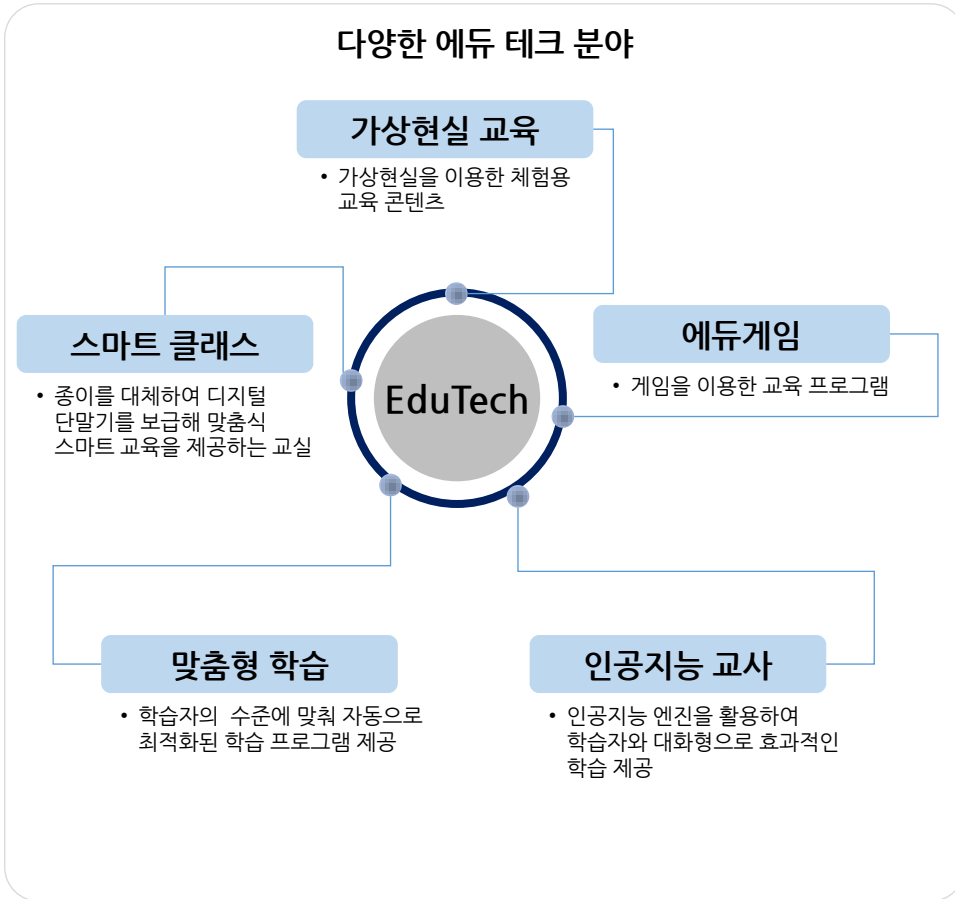 다양한 에듀 테크 분야
가상현실 교육
• 가상현실을 이용한 체험용
교육 콘텐츠
스마트 클래스
• 종이를 대체하여 디지털
단말기를 보급해 맞춤식
스마트 교육을 제공하는 교실
EduTech
에듀게임
• 게임을 이용한 교육 프로그램
맞춤형 학습
• 학습자의 수준에 맞춰 자동으로
최적화된 학습 프로그램 제공
인공지능 교사
• 인공지능 엔진을 활용하여
학습자와 대화형으로 효과적인
학습 제공